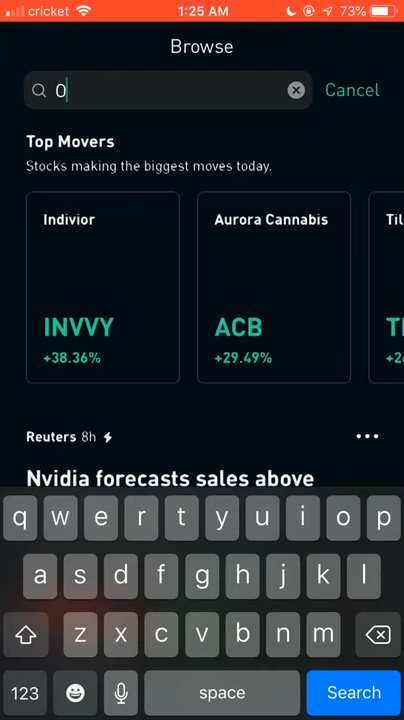 cricket 1:25 AM 73%
Browse
O Cancel
Top Movers
Stocks making the biggest moves today.
Indivior Aurora Cannabis Til
INVVY ACB T
+38.36% +29.49% +2
Reuters 8h
Nvidia forecasts sales above
q w e r t y u i o p
a s d f g h j k l
z x c v b n m
123 space Search